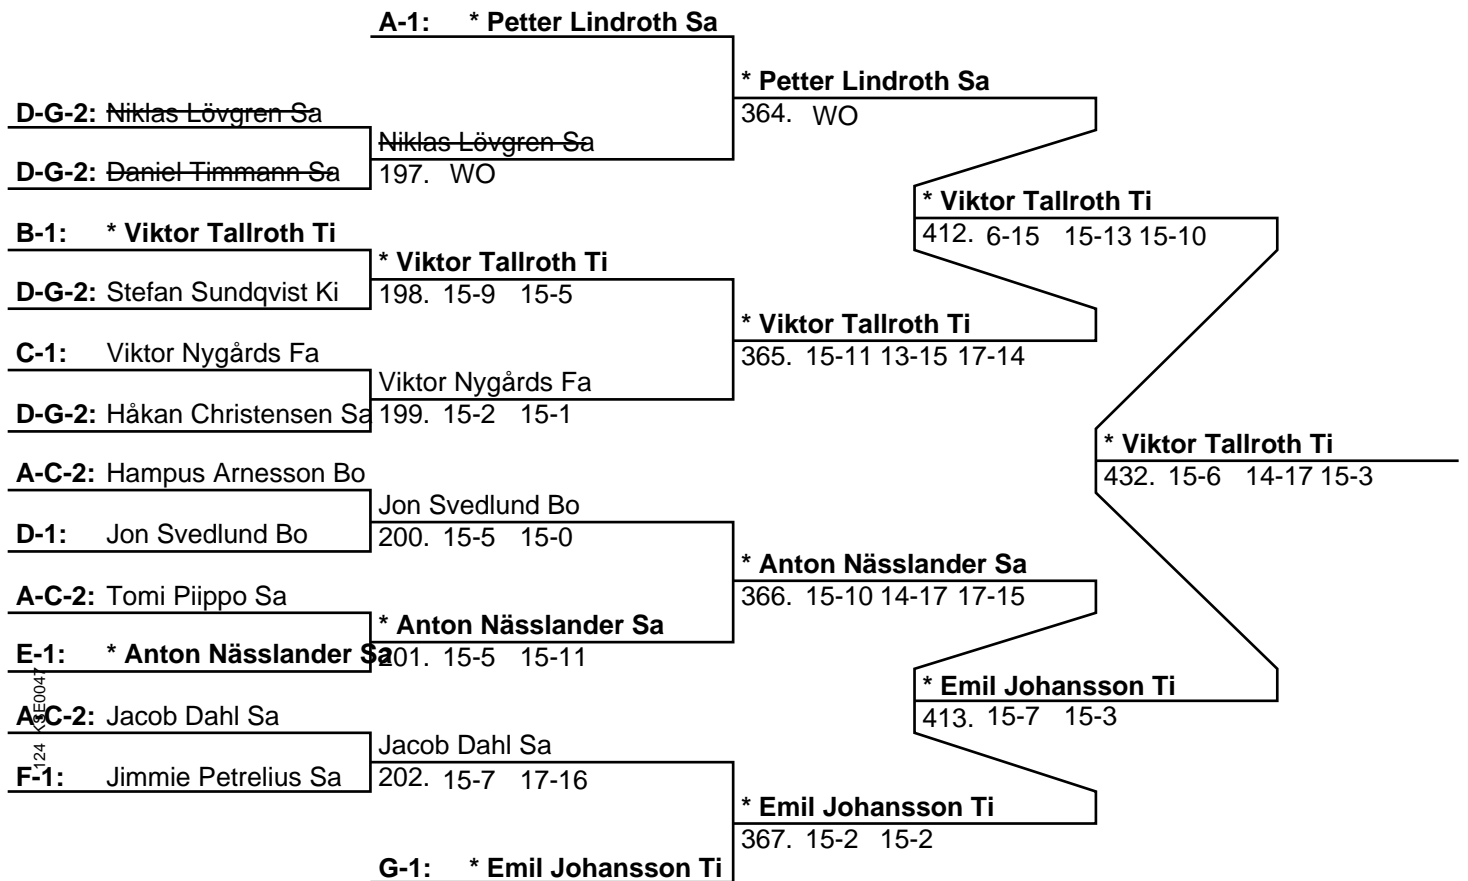 A-1: * Petter Lindroth Sa
* Petter Lindroth Sa
364. WO
D-G-2: Niklas Lövgren Sa
Niklas Lövgren Sa
197. WO
D-G-2: Daniel Timmann Sa
* Viktor Tallroth Ti
412. 6-15 15-13 15-10
B-1: * Viktor Tallroth Ti
* Viktor Tallroth Ti
198. 15-9 15-5
D-G-2: Stefan Sundqvist Ki
* Viktor Tallroth Ti
365. 15-11 13-15 17-14
C-1: Viktor Nygårds Fa
Viktor Nygårds Fa
199. 15-2 15-1
D-G-2: Håkan Christensen Sa
* Viktor Tallroth Ti
432. 15-6 14-17 15-3
A-C-2: Hampus Arnesson Bo
Jon Svedlund Bo
200. 15-5 15-0
D-1: Jon Svedlund Bo
* Anton Nässlander Sa
366. 15-10 14-17 17-15
A-C-2: Tomi Piippo Sa
* Anton Nässlander Sa
201. 15-5 15-11
E-1: * Anton Nässlander Sa
* Emil Johansson Ti
413. 15-7 15-3
A-C-2: Jacob Dahl Sa
Jacob Dahl Sa
202. 15-7 17-16
F-1: Jimmie Petrelius Sa
* Emil Johansson Ti
367. 15-2 15-2
G-1: * Emil Johansson Ti
124 KSE0047